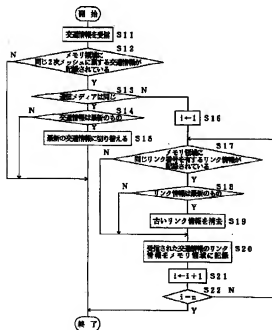 開 始
交通情報を受信
S11
S12
メモリ領域に
同じ2次メッシュに属する交通情報が
記録されている
N
Y
S13
通信メディアは同じ
N
Y
S14
交通情報は最新のもの
N
Y
S15
最新の交通情報に切り替える
i←1
S16
S17
メモリ領域に
同じリンク番号を有するリンク情報が
記録されている
N
Y
S18
リンク情報は最新のもの
N
Y
古いリンク情報を消去
S19
S20
受信された交通情報のリンク
情報をメモリ領域に記録
S21
i←i+1
S22
i=n
N
Y
終 了